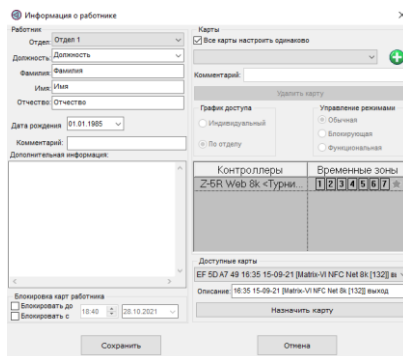 Информация о работнике
Работник
Отдел: Отдел 1
Должность: Должность
Фамилия: Фамилия
Имя: Имя
Отчество: Отчество
Дата рождения 01.01.1985
Комментарий:
Дополнительная информация:
Блокировка карт работника
Блокировать до
Блокировать с
18:40 28.10.2021
Сохранить
Карты
Все карты настроить одинаково
Комментарий:
Удалить карту
График доступа
Индивидуальный
По отделу
Управление режимами
Обычная
Блокирующая
Функциональная
Контроллеры Временные зоны
Z-5R Web 8k <Турни... 1 2 3 4 5 6 7
Доступные карты
EF 5D A7 49 16:35 15-09-21 [Matrix-VI NFC Net 8k [132]]
Описание: 16:35 15-09-21 [Matrix-VI NFC Net 8k [132]] выход
Назначить карту
Отмена